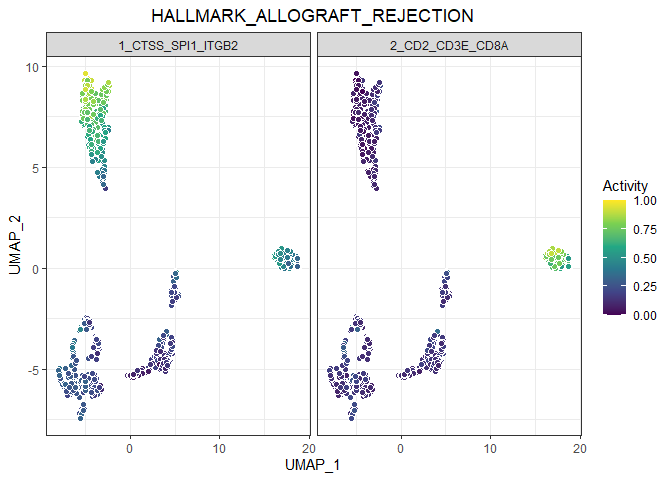 HALLMARK_ALLOGRAFT_REJECTION
1_CTSS_SPI1_ITGB2
2_CD2_CD3E_CD8A
10
5
0
-5
UMAP_2
0
10
20
0
10
20
UMAP_1
Activity
1.00
0.75
0.50
0.25
0.00